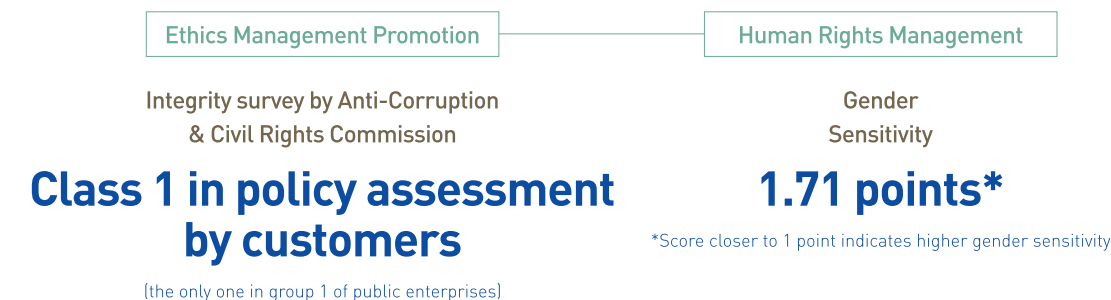 Ethics Management Promotion
Integrity survey by Anti-Corruption
& Civil Rights Commission
Class 1 in policy assessment
by customers
(the only one in group 1 of public enterprises)
Human Rights Management
Gender
Sensitivity
1.71 points*
*Score closer to 1 point indicates higher gender sensitivity